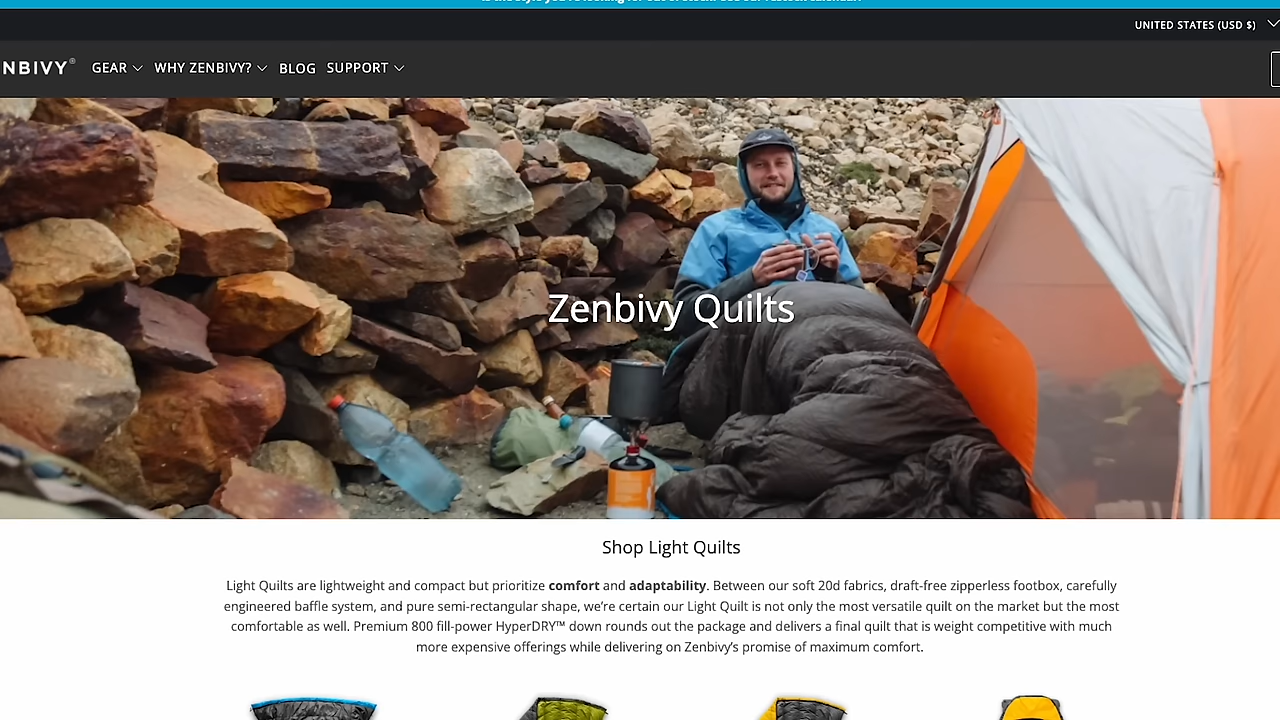 UNITED STATES (USD $)
NBIVY®
GEAR WHY ZENBIVY? BLOG SUPPORT
Zenbivy Quilts
Shop Light Quilts
Light Quilts are lightweight and compact but prioritize comfort and adaptability. Between our soft 20d fabrics, draft-free zipperless footbox, carefully
engineered baffle system, and pure semi-rectangular shape, we’re certain our Light Quilt is not only the most versatile quilt on the market but the most
comfortable as well. Premium 800 fill-power HyperDRY™ down rounds out the package and delivers a final quilt that is weight competitive with much
more expensive offerings while delivering on Zenbivy’s promise of maximum comfort.